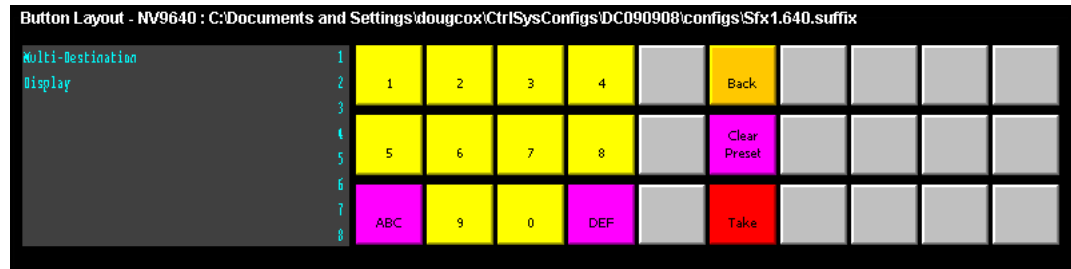 Button Layout - NV9640 : C:\Documents and Settings\dougcox\CtrlSysConfigs\DC090908\configs\Sfx1.640.suffix
Multi-Destination 1
Display 2
3
4
5
6
7
8
1 2 3 4 Back
5 6 7 8 Clear
Preset
ABC 9 0 DEF Take